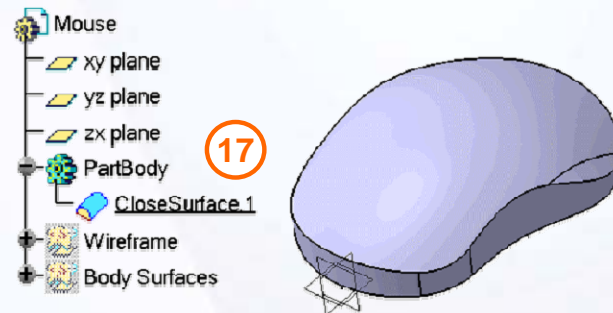 Mouse
xy plane
yz plane
zx plane
17
PartBody
CloseSurface.1
Wireframe
Body Surfaces